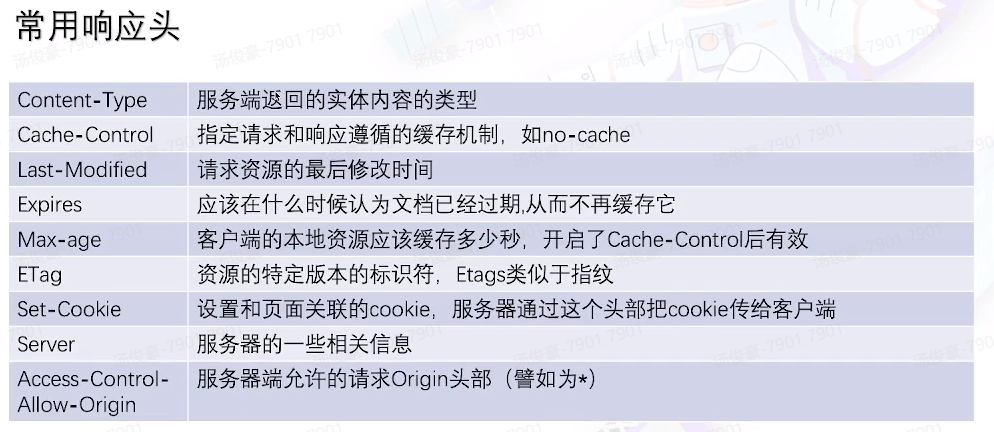 常用响应头
Content-Type 服务端返回的实体内容的类型
Cache-Control 指定请求和响应遵循的缓存机制，如no-cache
Last-Modified 请求资源的最后修改时间
Expires 应该在什么时候认为文档已经过期,从而不再缓存它
Max-age 客户端的本地资源应该缓存多少秒，开启了Cache-Control后有效
ETag 资源的特定版本的标识符，Etags类似于指纹
Set-Cookie 设置和页面关联的cookie，服务器通过这个头部把cookie传给客户端
Server 服务器的一些相关信息
Access-Control- 服务器端允许的请求Origin头部（譬如为*）
Allow-Origin
汤俊豪-7901 7901